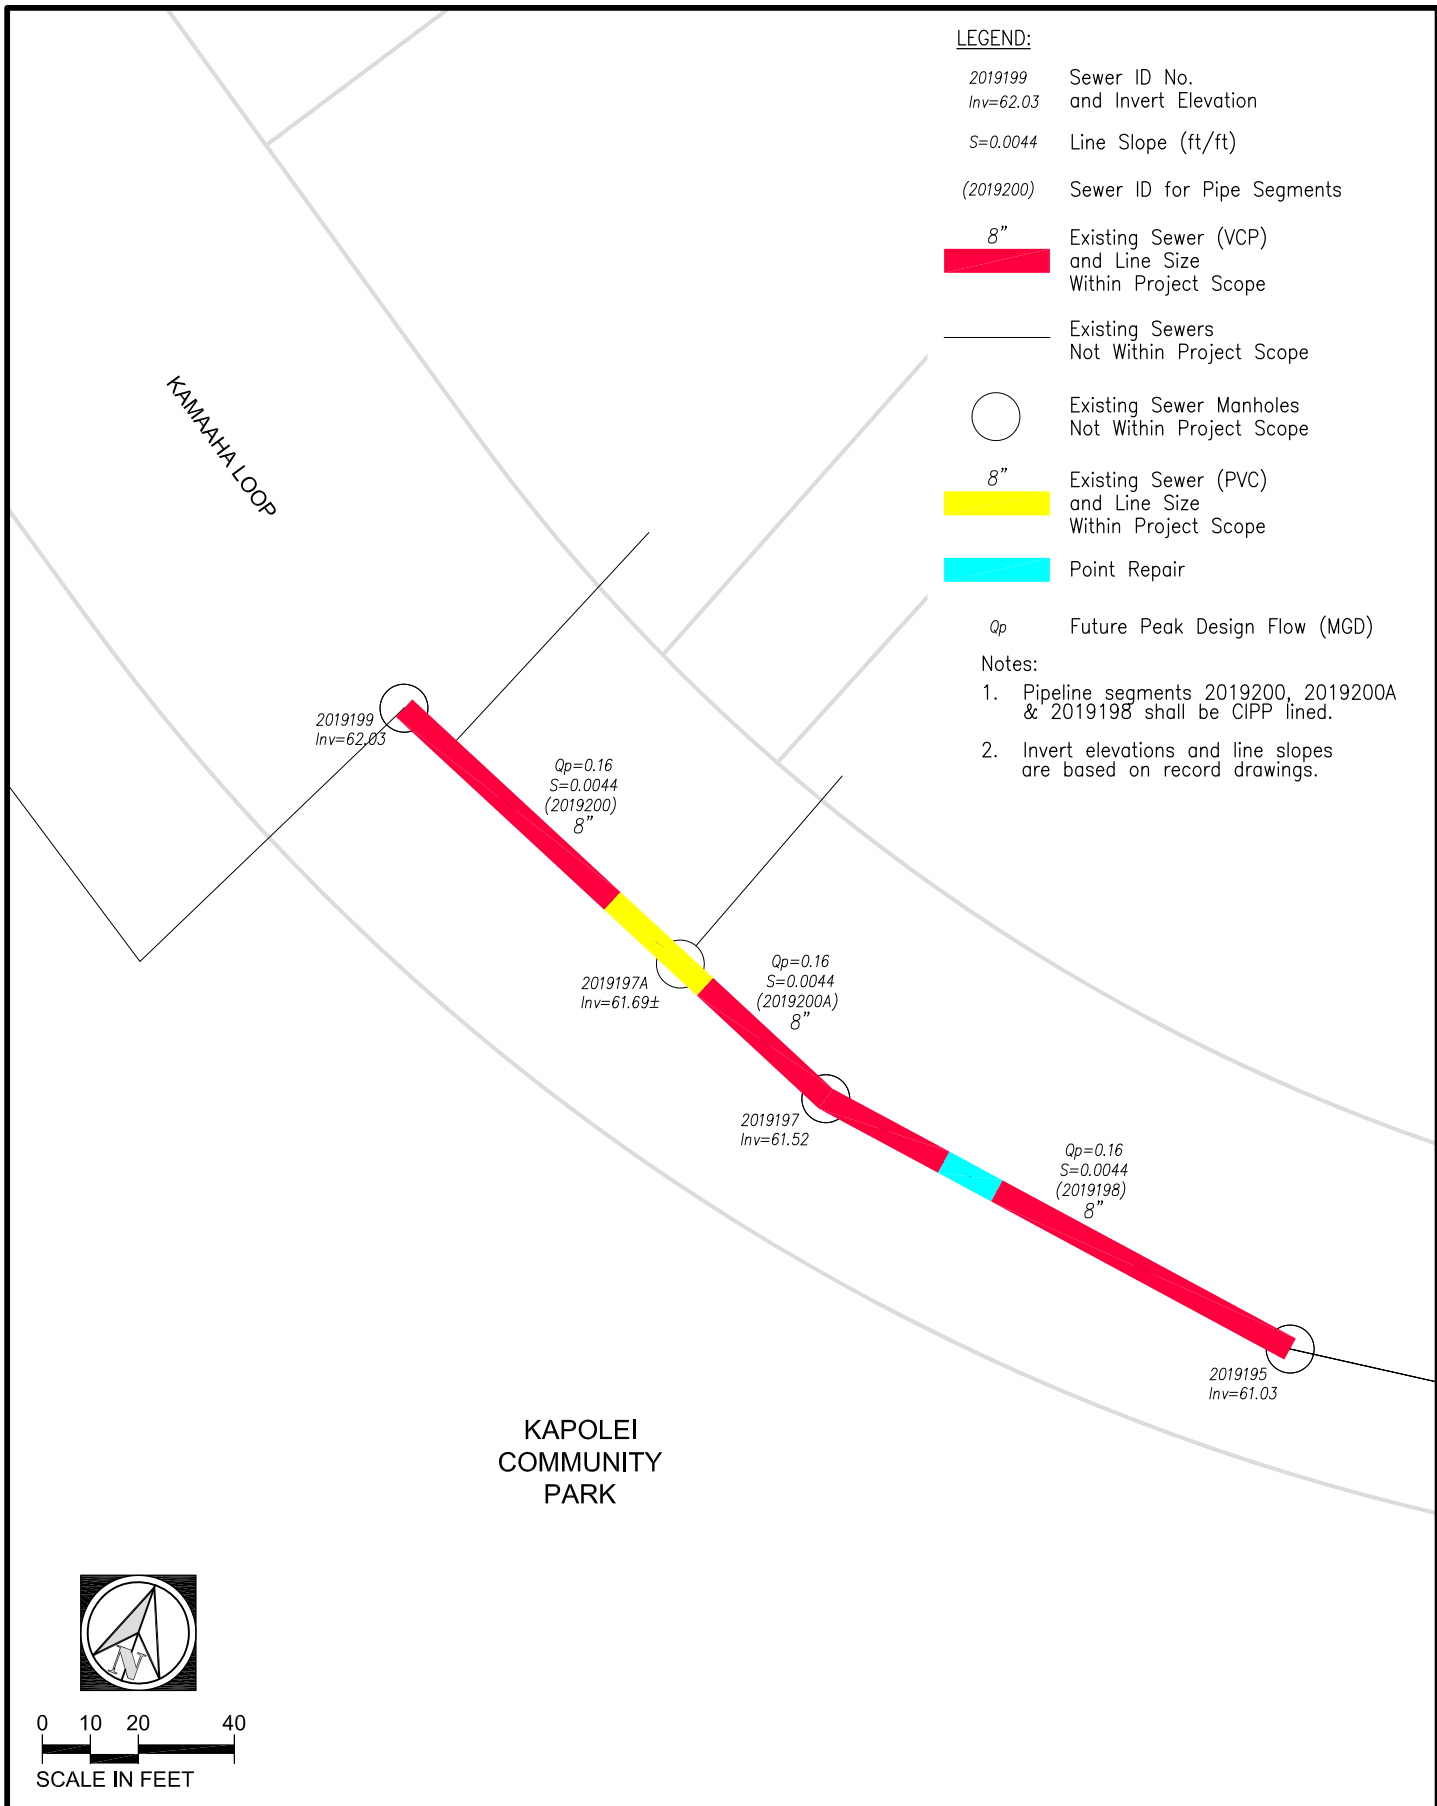 LEGEND:
2019199 Sewer ID No.
Inv=62.03 and Invert Elevation
S=0.0044 Line Slope (ft/ft)
(2019200) Sewer ID for Pipe Segments
8” Existing Sewer (VCP)
and Line Size
Within Project Scope
Existing Sewers
Not Within Project Scope
Existing Sewer Manholes
Not Within Project Scope
8” Existing Sewer (PVC)
and Line Size
Within Project Scope
Point Repair
Qp Future Peak Design Flow (MGD)
Notes:
1. Pipeline segments 2019200, 2019200A
& 2019198 shall be CIPP lined.
2. Invert elevations and line slopes
are based on record drawings.
KAMAAHA LOOP
2019199
Inv=62.03
Qp=0.16
S=0.0044
(2019200)
8”
2019197A
Inv=61.69±
Qp=0.16
S=0.0044
(2019200A)
8”
2019197
Inv=61.52
Qp=0.16
S=0.0044
(2019198)
8”
2019195
Inv=61.03
KAPOLEI
COMMUNITY
PARK
N
0 10 20 40
SCALE IN FEET